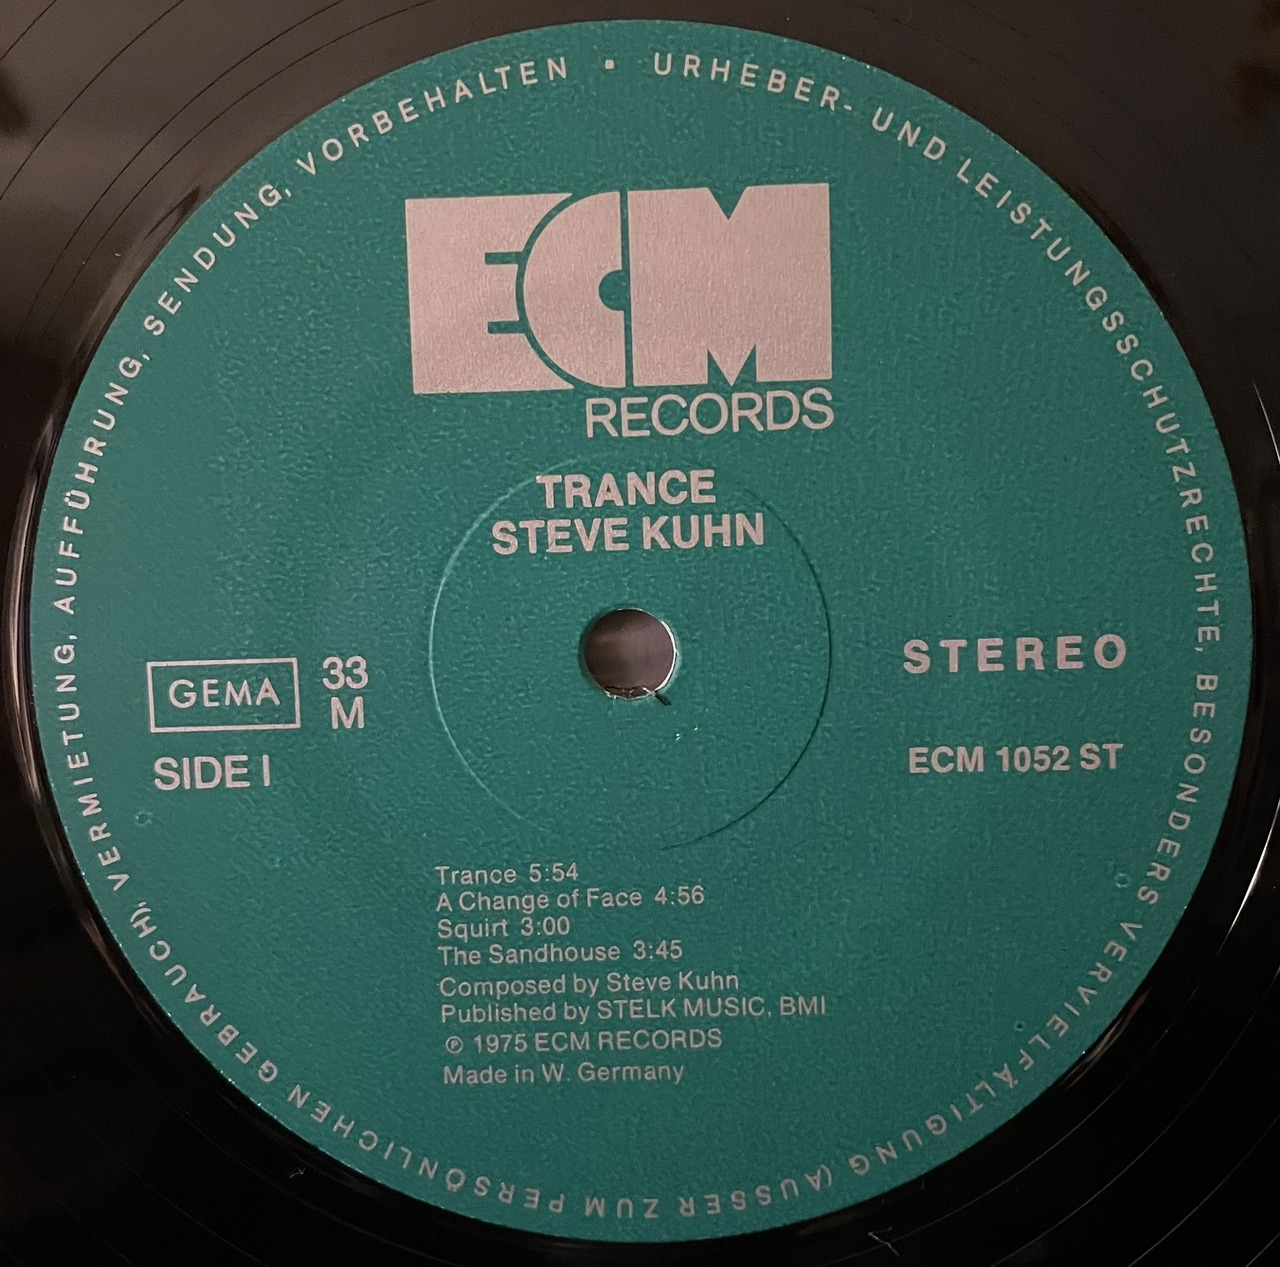 URHEBER- UND LEISTUNGSSCHUTZRECHTE, BESONDERS VERVIELFÄLTIGUNG (AUSSER ZUM PERSÖNLICHEN GEBRAUCH), VERMIETUNG, AUFFÜHRUNG, SENDUNG, VORBEHALTEN ▪
ECM
RECORDS
TRANCE
STEVE KUHN
GEMA
33
M
SIDE I
STEREO
ECM 1052 ST
Trance 5:54
A Change of Face 4:56
Squirt 3:00
The Sandhouse 3:45
Composed by Steve Kuhn
Published by STELK MUSIC, BMI
℗ 1975 ECM RECORDS
Made in W. Germany